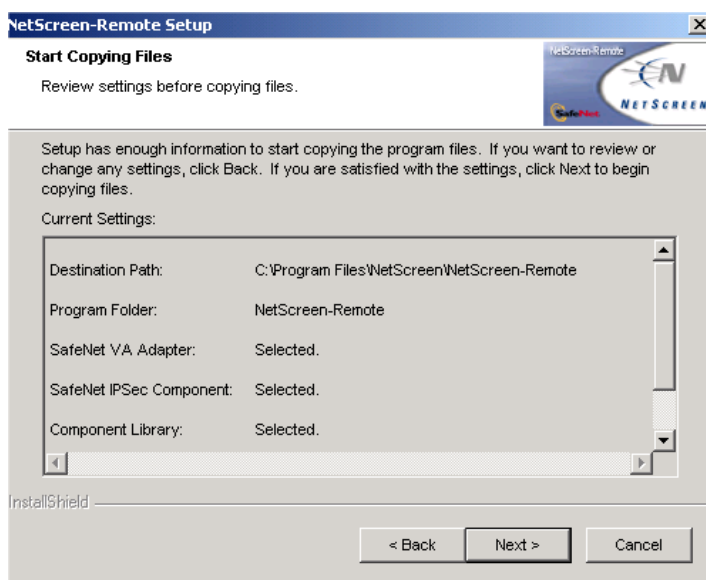 NetScreen-Remote Setup
Start Copying Files
Review settings before copying files.
NetScreen-Remote
NETSCREEN
SafeNet
Setup has enough information to start copying the program files. If you want to review or
change any settings, click Back. If you are satisfied with the settings, click Next to begin
copying files.
Current Settings:
Destination Path: C:\Program Files\NetScreen\NetScreen-Remote
Program Folder: NetScreen-Remote
SafeNet VA Adapter: Selected.
SafeNet IPSec Component: Selected.
Component Library: Selected.
InstallShield
< Back Next > Cancel